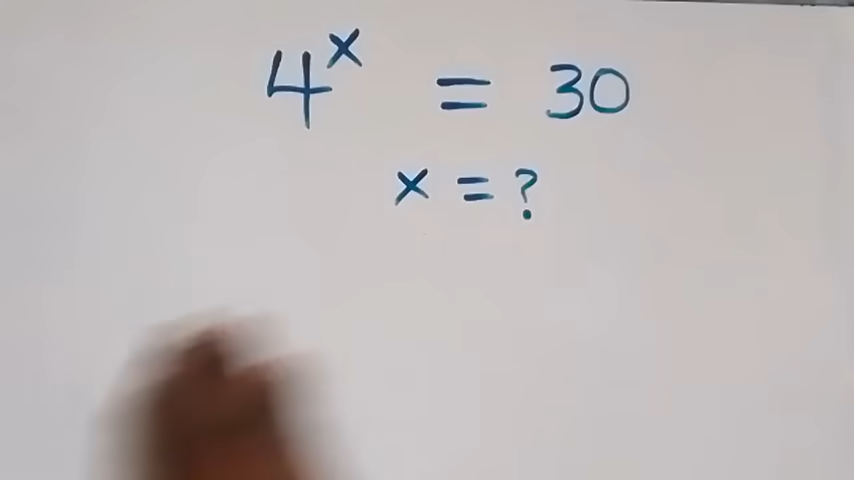 4^x = 30
x = ?